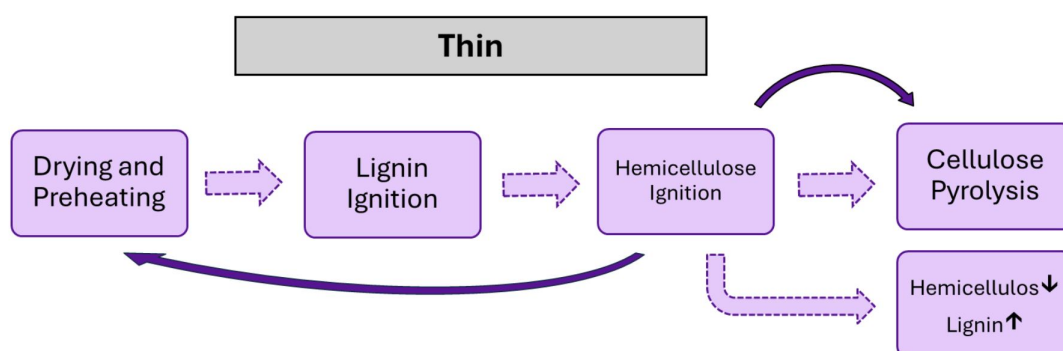 Thin
Drying and
Preheating
Lignin
Ignition
Hemicellulose
Ignition
Cellulose
Pyrolysis
Hemicellulos↓
Lignin↑